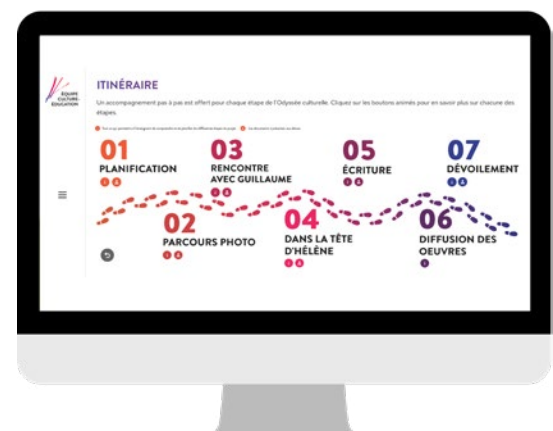 ÉQUIPE
CULTURE-
ÉDUCATION
ITINÉRAIRE
Un accompagnement pas à pas est offert pour chaque étape de l'Odyssée culturelle. Cliquez sur les boutons animés pour en savoir plus sur chacune des
étapes.
01
PLANIFICATION
03
RENCONTRE
AVEC GUILLAUME
05
ÉCRITURE
07
DÉVOILEMENT
02
PARCOURS PHOTO
04
DANS LA TÊTE
D'HÉLÈNE
06
DIFFUSION DES
OEUVRES